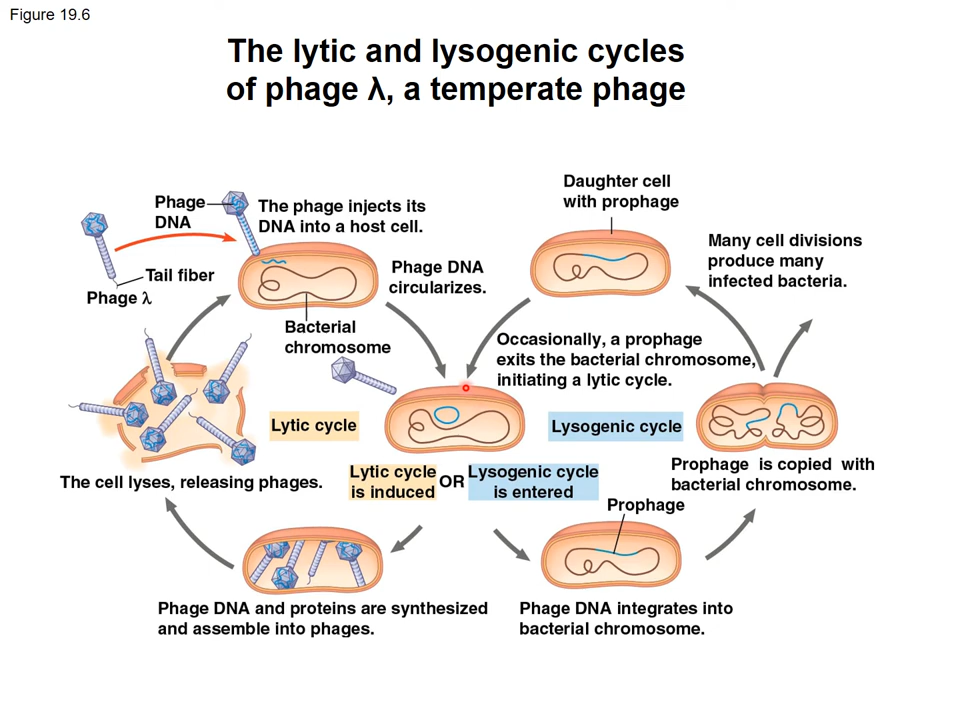 Figure 19.6
The lytic and lysogenic cycles
of phage λ, a temperate phage
Phage
DNA
The phage injects its
DNA into a host cell.
Tail fiber
Phage λ
Bacterial
chromosome
Phage DNA
circularizes.
Daughter cell
with prophage
Many cell divisions
produce many
infected bacteria.
Occasionally, a prophage
exits the bacterial chromosome,
initiating a lytic cycle.
Lytic cycle
Lysogenic cycle
The cell lyses, releasing phages.
Lytic cycle
is induced
OR
Lysogenic cycle
is entered
Prophage is copied with
bacterial chromosome.
Prophage
Phage DNA and proteins are synthesized
and assemble into phages.
Phage DNA integrates into
bacterial chromosome.